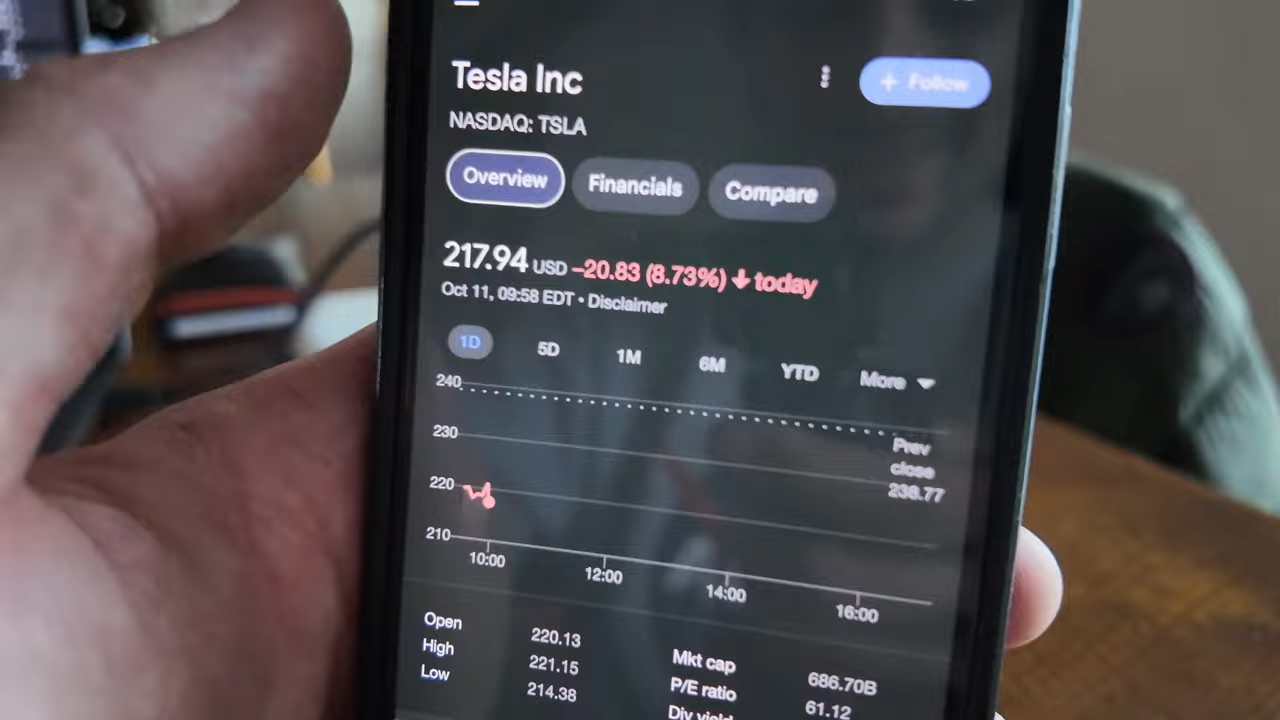 Tesla Inc
+ Follow
NASDAQ: TSLA
Overview Financials Compare
217.94 USD −20.83 (8.73%) ↓ today
Oct 11, 09:58 EDT • Disclaimer
1D 5D 1M 6M YTD More
240
230
220
210
Prev
close
238.77
10:00 12:00 14:00 16:00
Open 220.13
High 221.15
Low 214.38
Mkt cap 686.70B
P/E ratio 61.12
Div yield